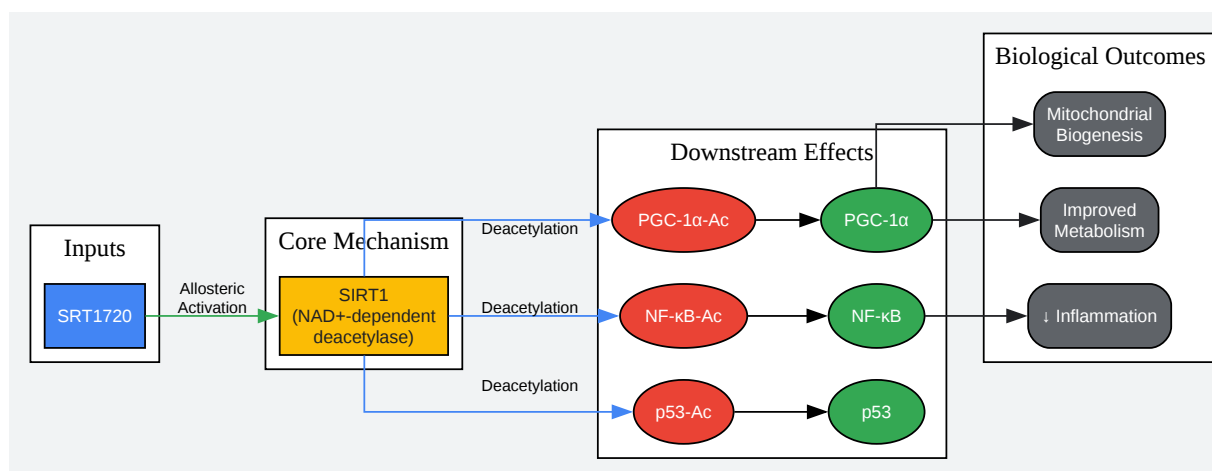 Inputs
SRT1720
Allosteric
Activation
Core Mechanism
SIRT1
(NAD+-dependent
deacetylase)
Deacetylation
Deacetylation
Deacetylation
Downstream Effects
PGC-1α-Ac
PGC-1α
NF-κB-Ac
NF-κB
p53-Ac
p53
Biological Outcomes
Mitochondrial
Biogenesis
Improved
Metabolism
↓ Inflammation